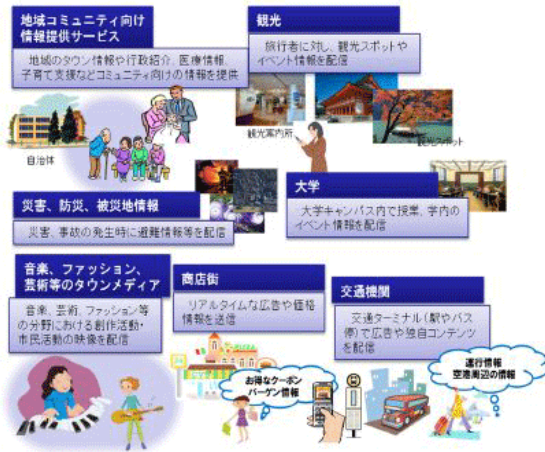 地域コミュニティ向け
情報提供サービス
地域のタウン情報や行政紹介、医療情報、
子育て支援などコミュニティ向けの情報を提供
自治体
観光
旅行者に対し、観光スポットや
イベント情報を配信
観光案内所
観光スポット
災害、防災、被災地情報
災害、事故の発生時に避難情報等を配信
大学
大学キャンパス内で授業、学内の
イベント情報を配信
音楽、ファッション、
芸術等のタウンメディア
音楽、芸術、ファッション等
の分野における創作活動・
市民活動の映像を配信
商店街
リアルタイムな広告や価格
情報を送信
お得なクーポン
バーゲン情報
交通機関
交通ターミナル(駅やバス
停)で広告や独自コンテンツ
を配信
運行情報
空港周辺の情報